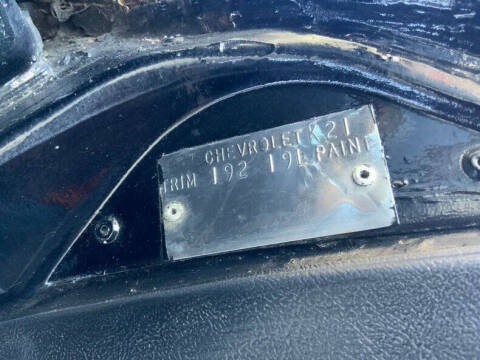 CHEVROLET K21
TRIM 192 19L PAINT